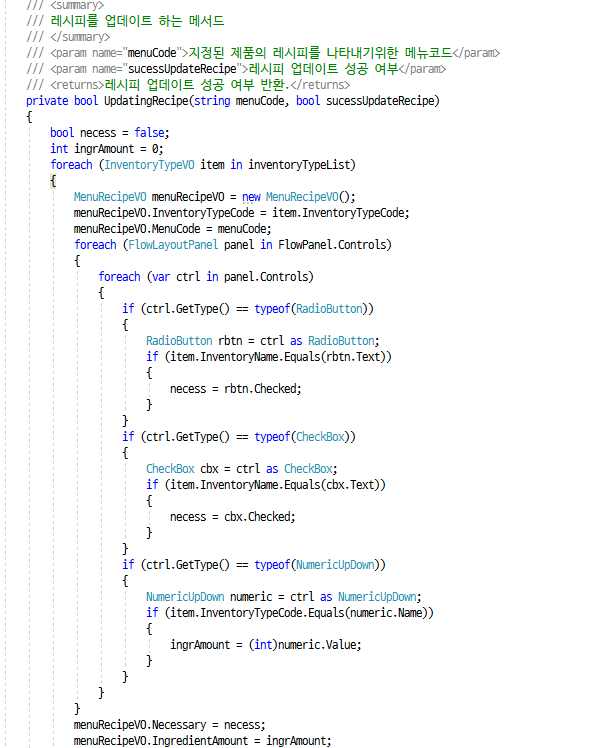 /// <summary>
/// 레시피를 업데이트 하는 메서드
/// </summary>
/// <param name="menuCode">지정된 제품의 레시피를 나타내기위한 메뉴코드</param>
/// <param name="sucessUpdateRecipe">레시피 업데이트 성공 여부</param>
/// <returns>레시피 업데이트 성공 여부 반환.</returns>
private bool UpdatingRecipe(string menuCode, bool sucessUpdateRecipe)
{
bool necess = false;
int ingrAmount = 0;
foreach (InventoryTypeVO item in inventoryTypeList)
{
MenuRecipeVO menuRecipeVO = new MenuRecipeVO();
menuRecipeVO.InventoryTypeCode = item.InventoryTypeCode;
menuRecipeVO.MenuCode = menuCode;
foreach (FlowLayoutPanel panel in FlowPanel.Controls)
{
foreach (var ctrl in panel.Controls)
{
if (ctrl.GetType() == typeof(RadioButton))
{
RadioButton rbtn = ctrl as RadioButton;
if (item.InventoryName.Equals(rbtn.Text))
{
necess = rbtn.Checked;
}
}
if (ctrl.GetType() == typeof(CheckBox))
{
CheckBox cbx = ctrl as CheckBox;
if (item.InventoryName.Equals(cbx.Text))
{
necess = cbx.Checked;
}
}
if (ctrl.GetType() == typeof(NumericUpDown))
{
NumericUpDown numeric = ctrl as NumericUpDown;
if (item.InventoryTypeCode.Equals(numeric.Name))
{
ingrAmount = (int)numeric.Value;
}
}
}
}
menuRecipeVO.Necessary = necess;
menuRecipeVO.IngredientAmount = ingrAmount;